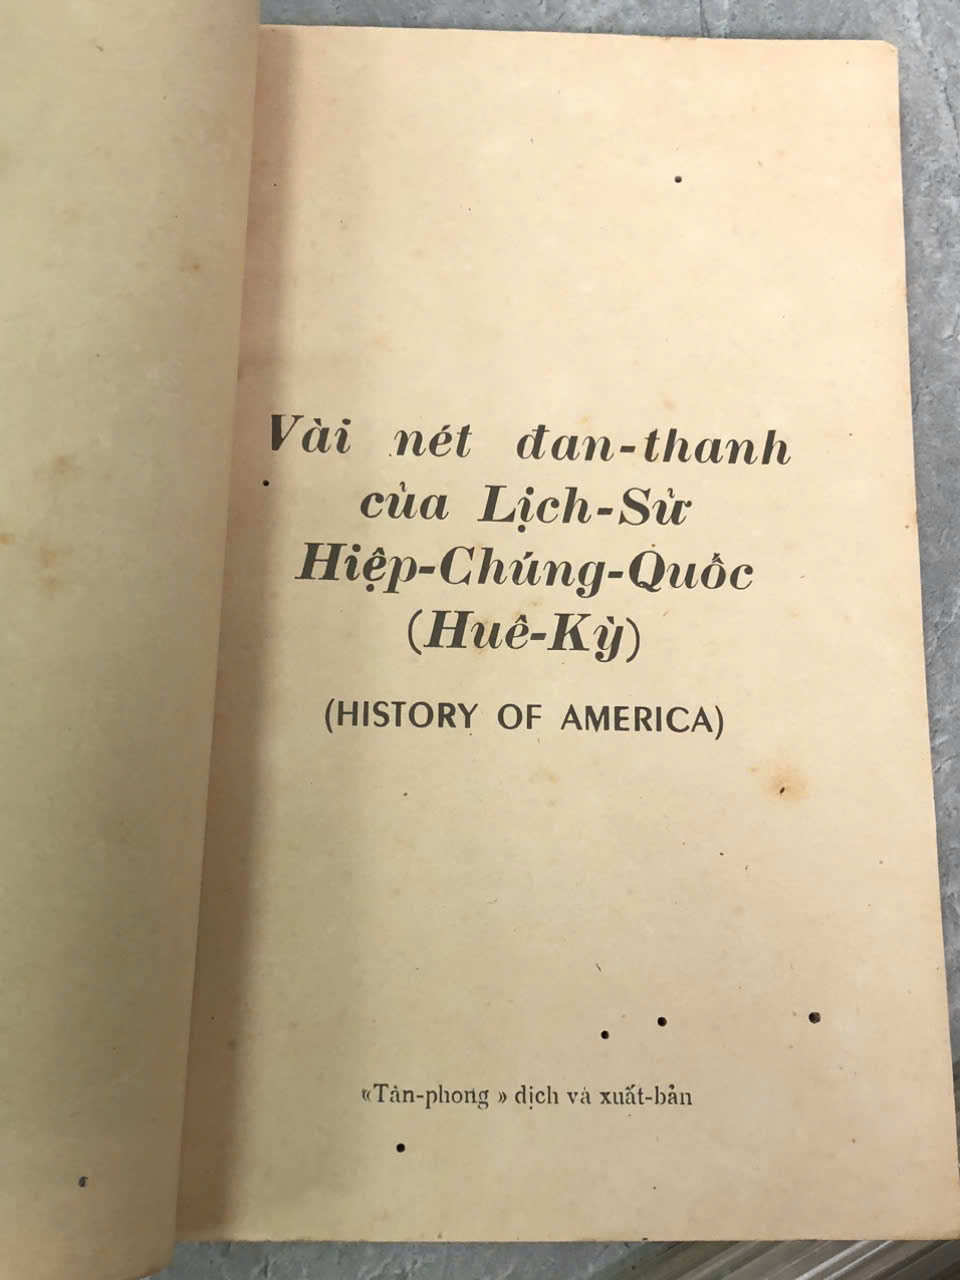 Vài nét đan-thanh
của Lịch-Sử
Hiệp-Chúng-Quốc
(Huê-Kỳ)
(HISTORY OF AMERICA)
«Tân-phong » dịch và xuất-bản